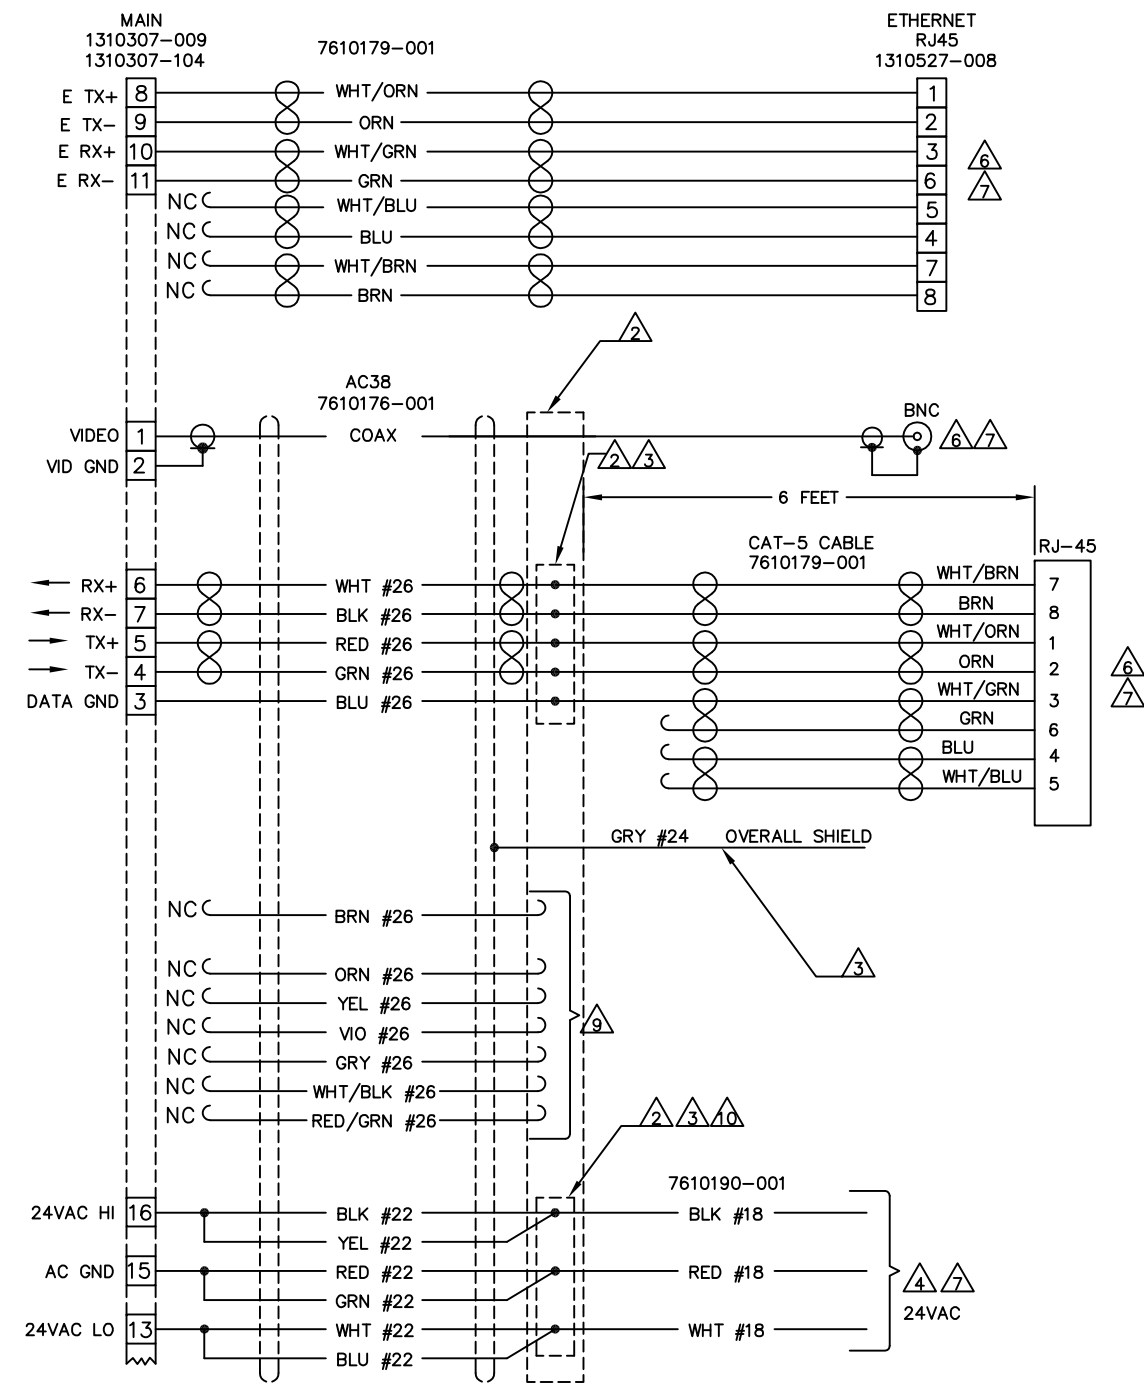 MAIN
1310307-009
1310307-104
7610179-001
ETHERNET
RJ45
1310527-008
E TX+ 8 WHT/ORN 1
E TX- 9 ORN 2
E RX+ 10 WHT/GRN 3 6
E RX- 11 GRN 6 7
NC WHT/BLU 5
NC BLU 4
NC WHT/BRN 7
NC BRN 8
2
AC38
7610176-001
BNC
VIDEO 1 COAX 6 7
VID GND 2
2 3
6 FEET
CAT-5 CABLE
7610179-001
RJ-45
RX+ 6 WHT #26 WHT/BRN 7
RX- 7 BLK #26 BRN 8
TX+ 5 RED #26 WHT/ORN 1
TX- 4 GRN #26 ORN 2 6
DATA GND 3 BLU #26 WHT/GRN 3 7
GRN 6
BLU 4
WHT/BLU 5
GRY #24 OVERALL SHIELD
3
NC BRN #26
NC ORN #26
NC YEL #26
NC VIO #26 9
NC GRY #26
NC WHT/BLK #26
NC RED/GRN #26
2 3 10
7610190-001
24VAC HI 16 BLK #22 BLK #18
YEL #22
AC GND 15 RED #22 RED #18 4 7
GRN #22
24VAC
24VAC LO 13 WHT #22 WHT #18
BLU #22